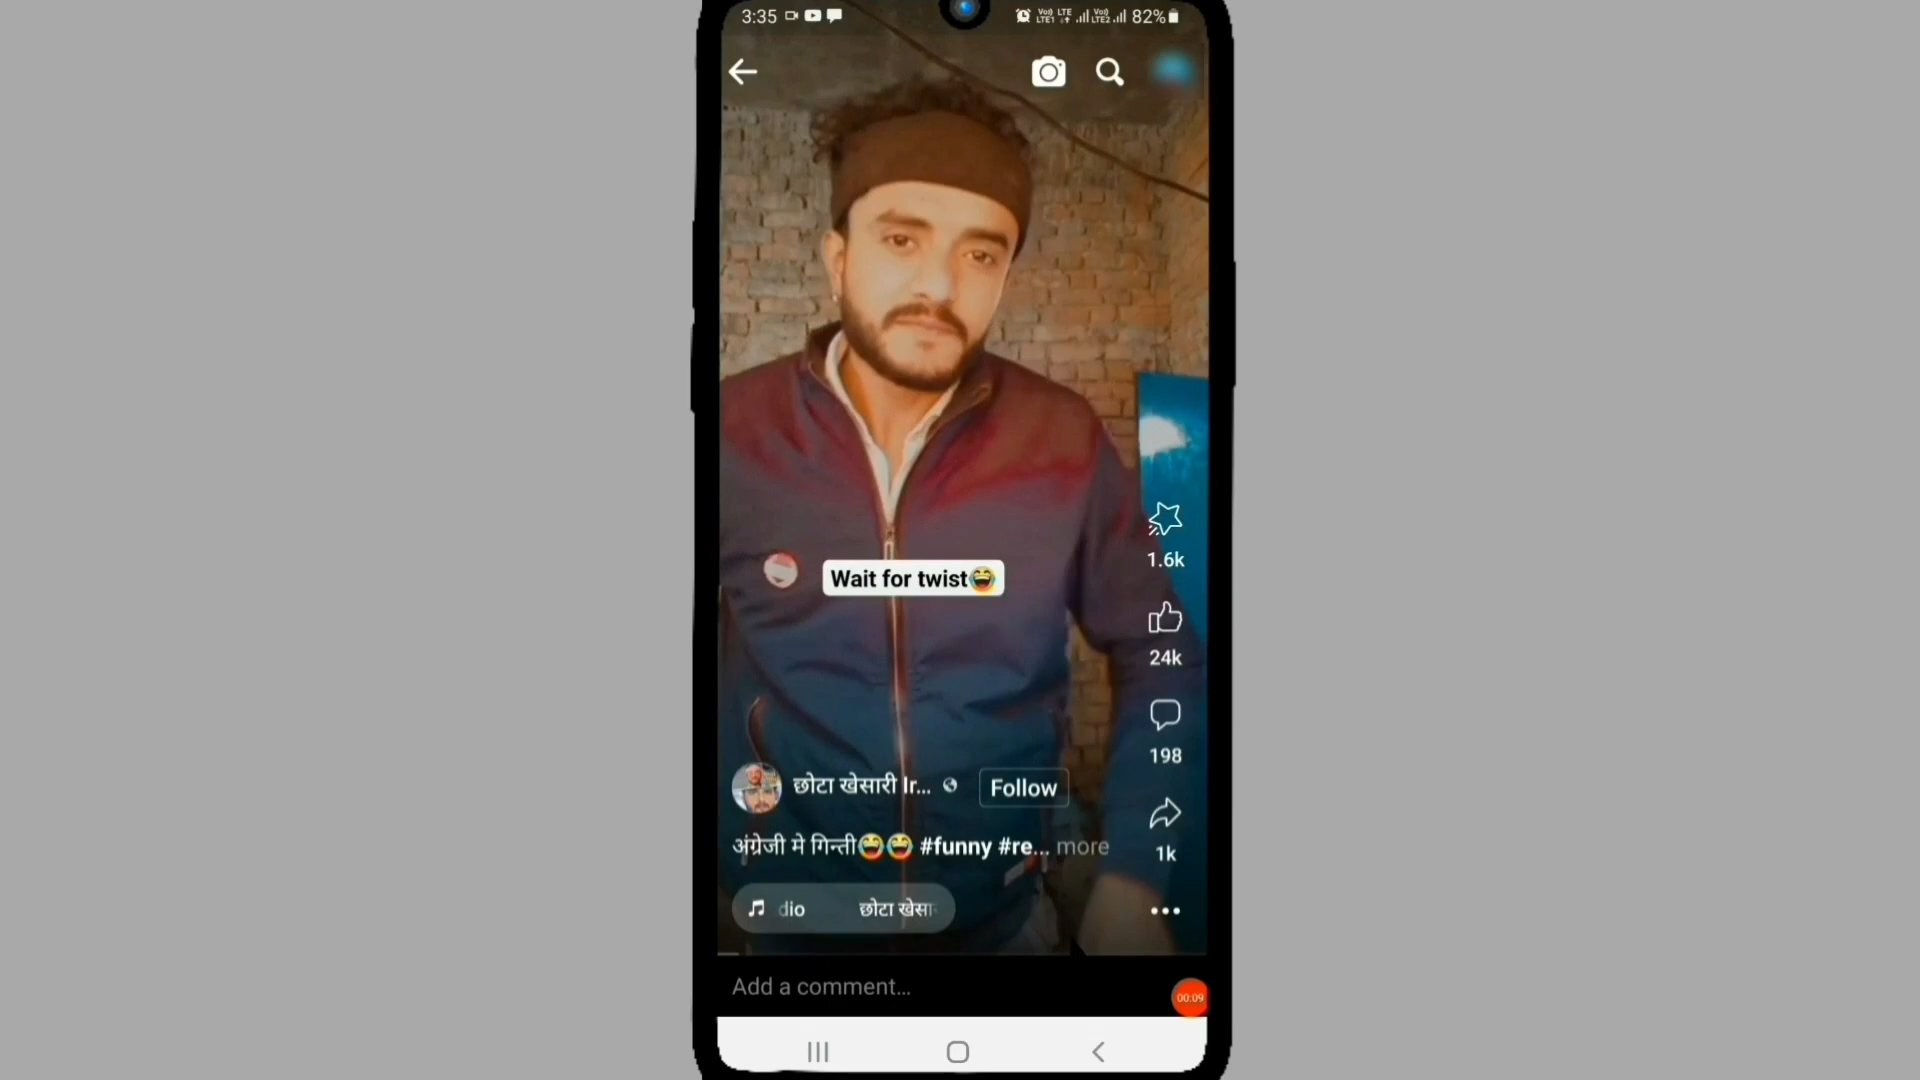 3:35 82%
1.6k
Wait for twist😂
24k
198
छोटा खेसारी Ir... Follow
अंग्रेजी मे गिन्ती😂😂 #funny #re... more
1k
dio छोटा खेसा
Add a comment...
00:09